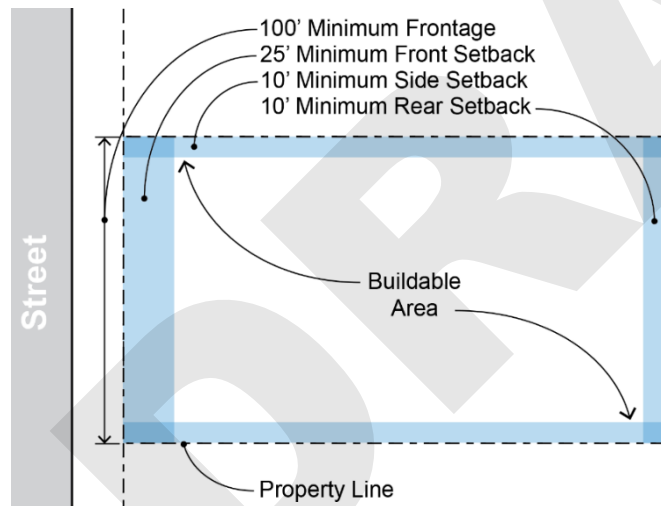 100' Minimum Frontage
25' Minimum Front Setback
10' Minimum Side Setback
10' Minimum Rear Setback
Street
Buildable
Area
Property Line
DRA